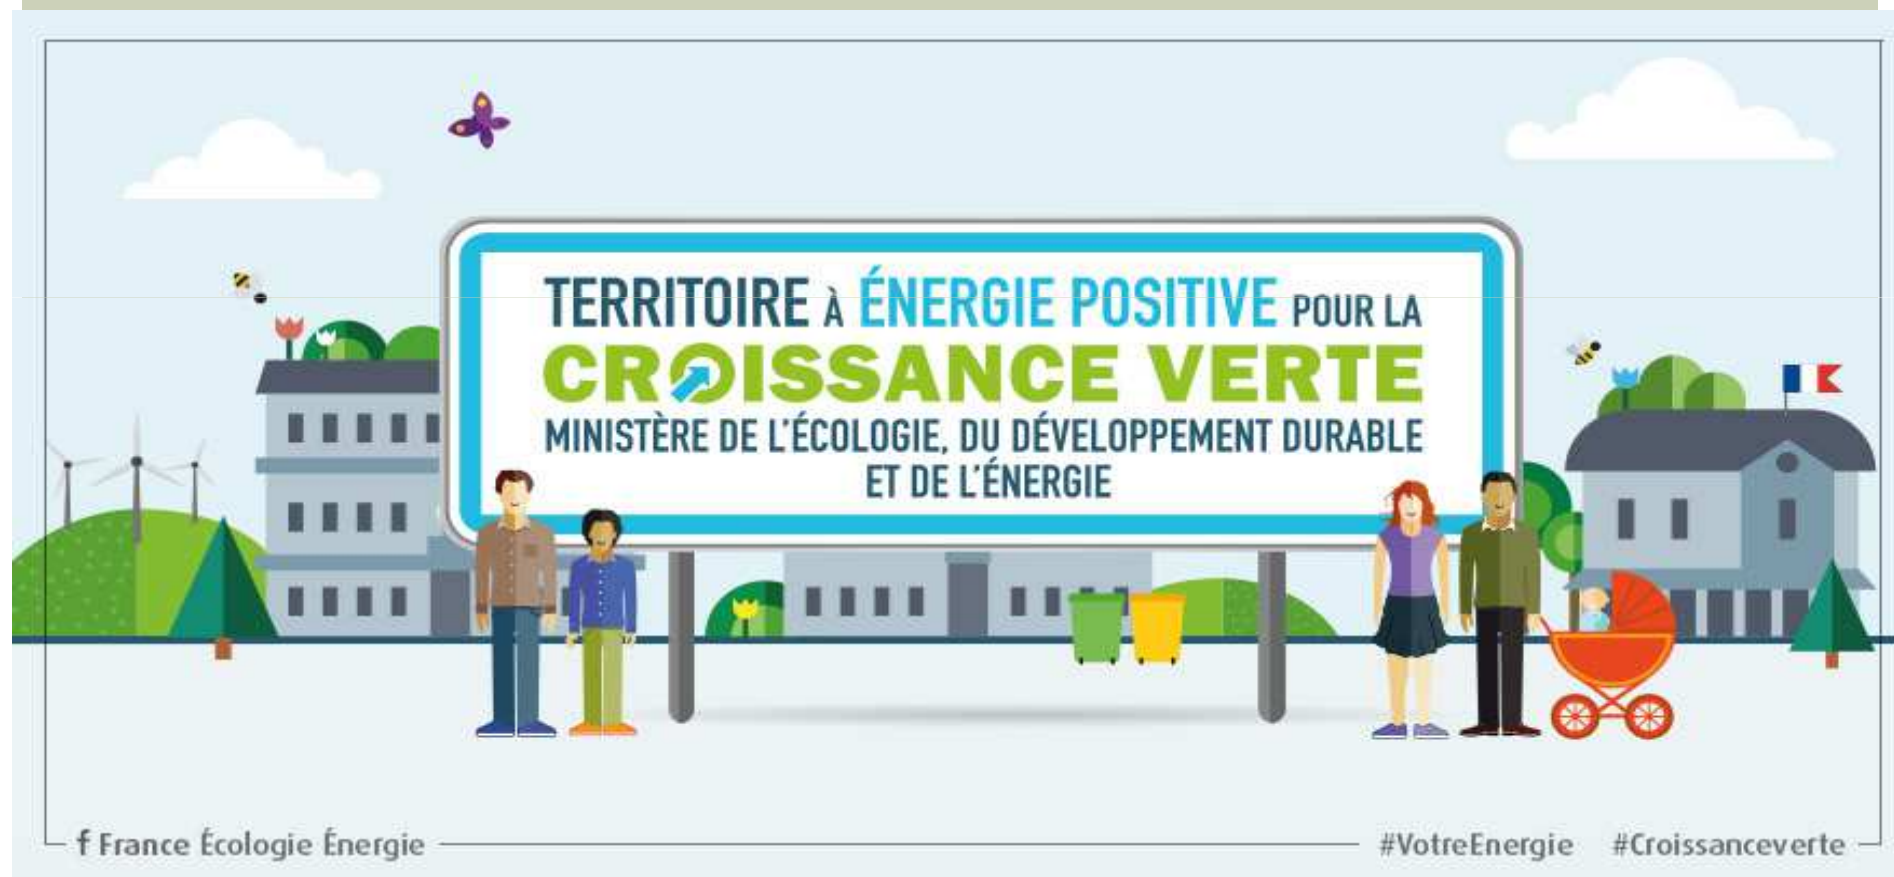 TERRITOIRE À ÉNERGIE POSITIVE POUR LA
CROISSANCE VERTE
MINISTÈRE DE L'ÉCOLOGIE, DU DÉVELOPPEMENT DURABLE
ET DE L'ÉNERGIE
f France Écologie Énergie
#VotreEnergie #Croissanceverte